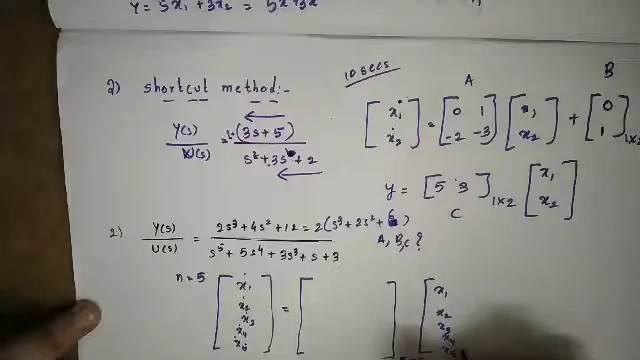 Y = 5x₁ + 3x₂ = 5x + 3x
2) shortcut method:-
10 secs
Y(s) / U(s) = 1·(3s+5) / s²+3s+2
A
B
[ẋ₁ ẋ₂] = [0 1 -2 -3] [x₁ x₂] + [0 1] 1x2
y = [5 3] 1x2 [x₁ x₂]
C
2) Y(s) / U(s) = 2s³+4s²+12 = 2(s³+2s²+6) / s⁵+5s⁴+3s³+s+3
A, B, C ?
n = 5 [ẋ₁ ẋ₂ ẋ₃ ẋ₄ ẋ₅] = [ ] [x₁ x₂ x₃ x₄ x₅